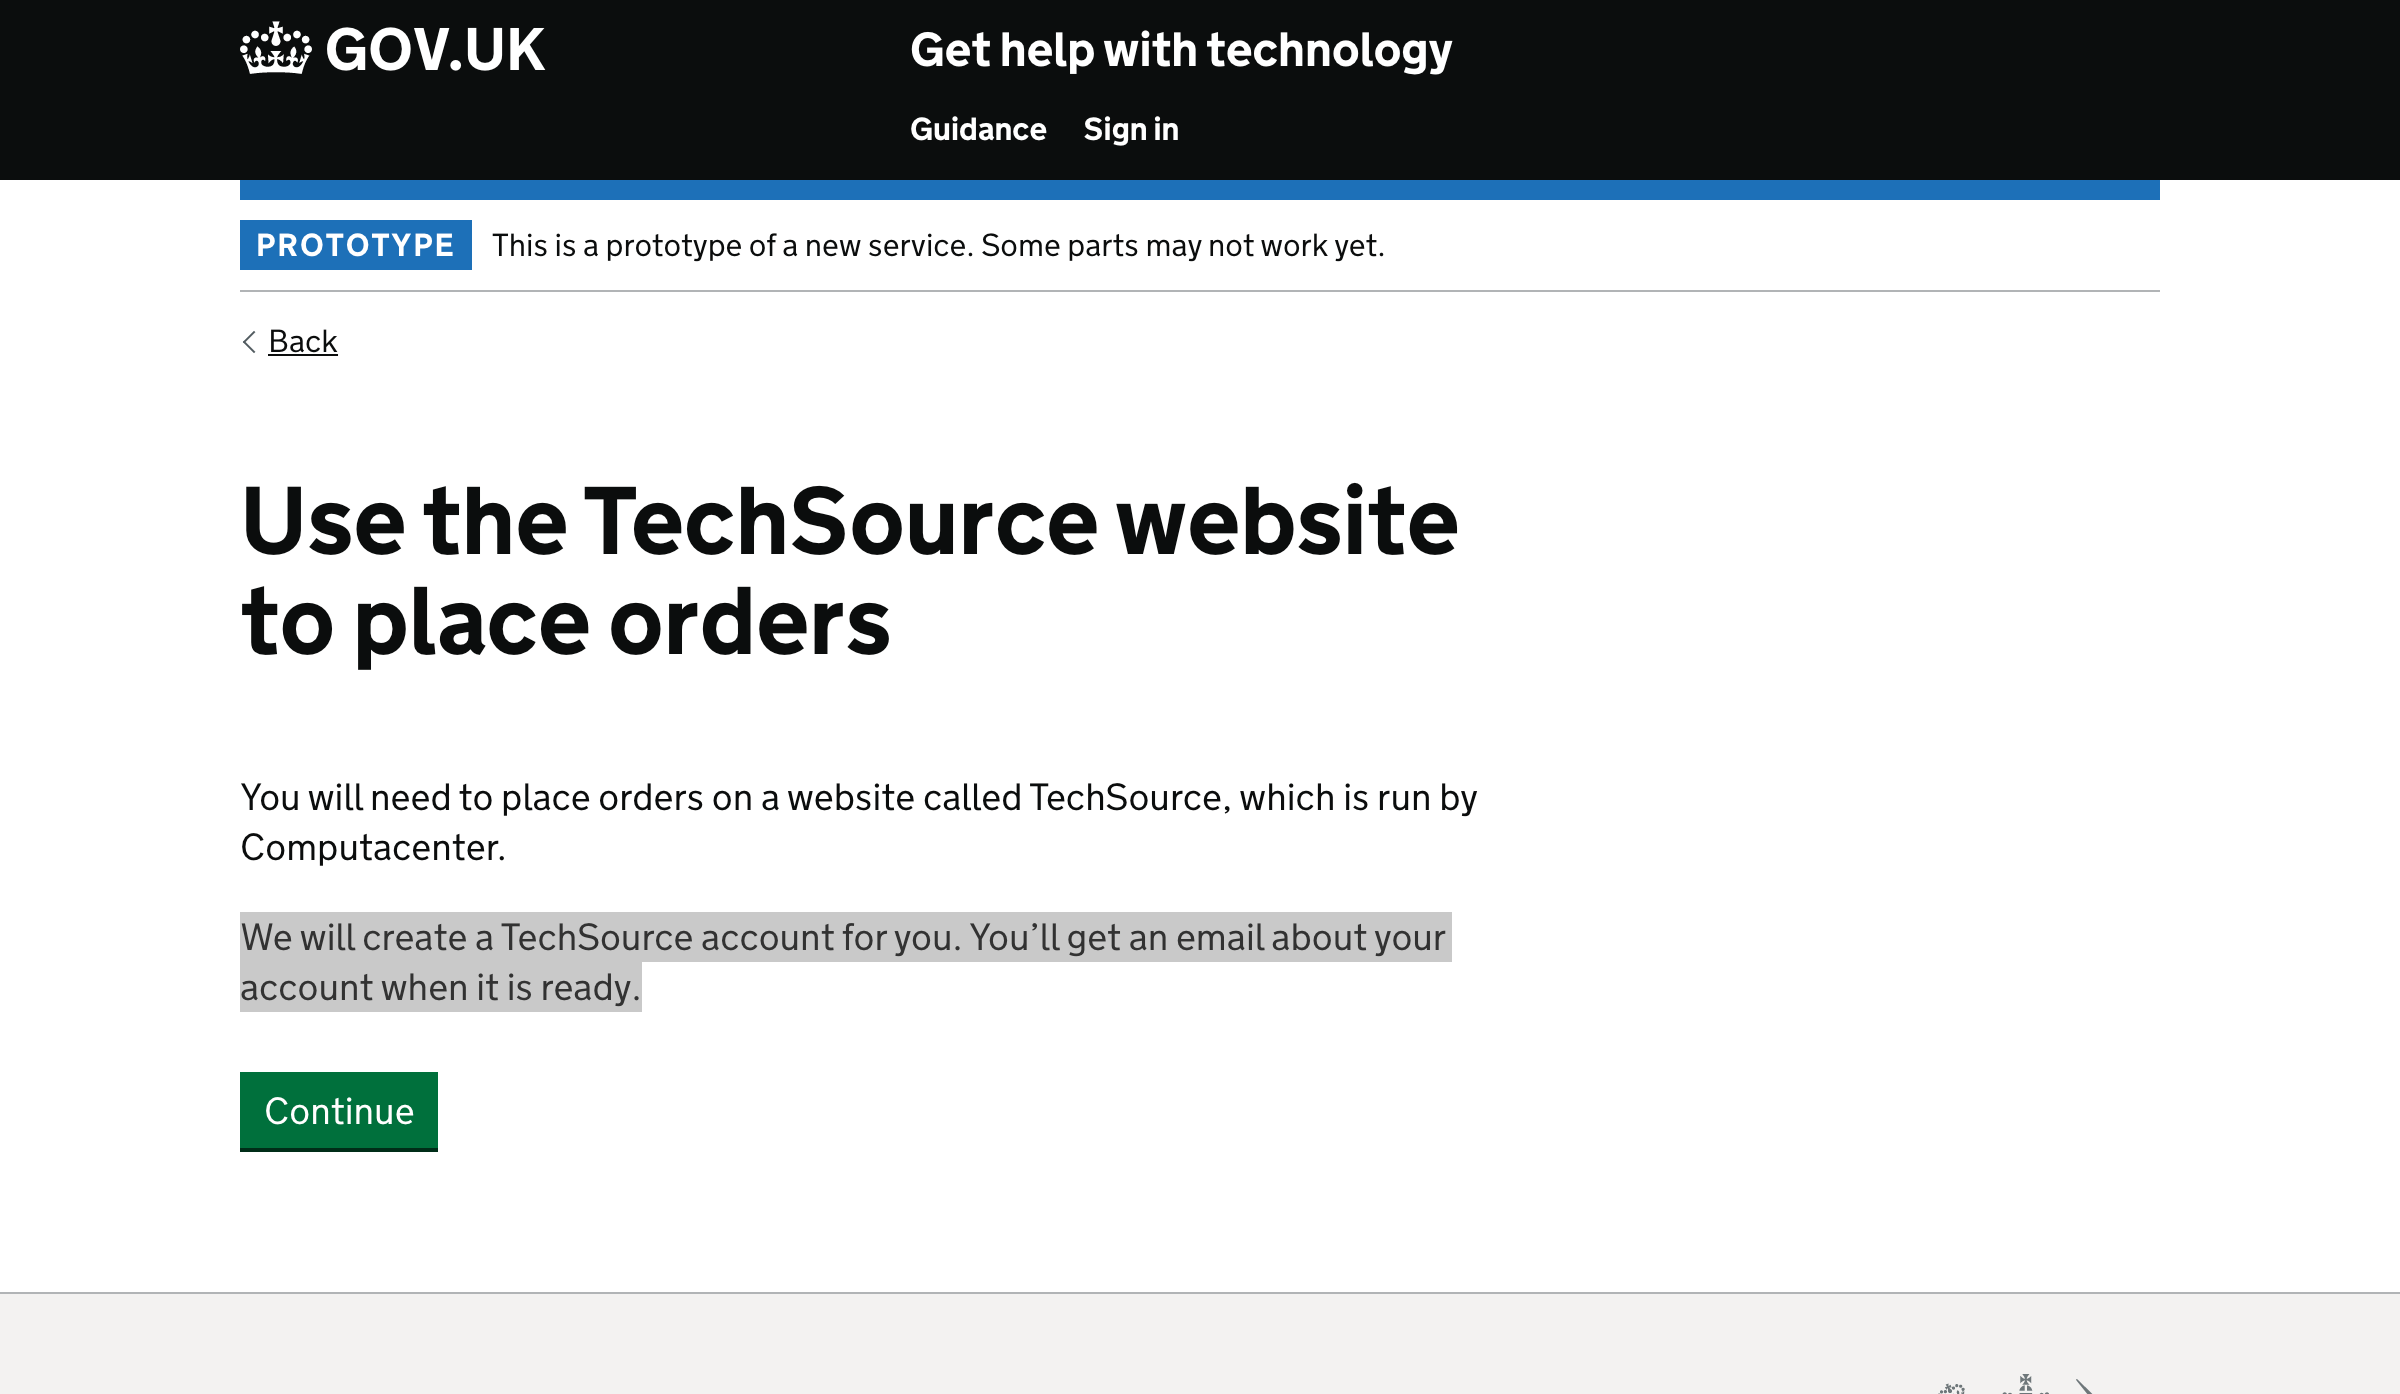 GOV.UK
Get help with technology
Guidance Sign in
PROTOTYPE This is a prototype of a new service. Some parts may not work yet.
Back
Use the TechSource website
to place orders
You will need to place orders on a website called TechSource, which is run by
Computacenter.
We will create a TechSource account for you. You’ll get an email about your
account when it is ready.
Continue